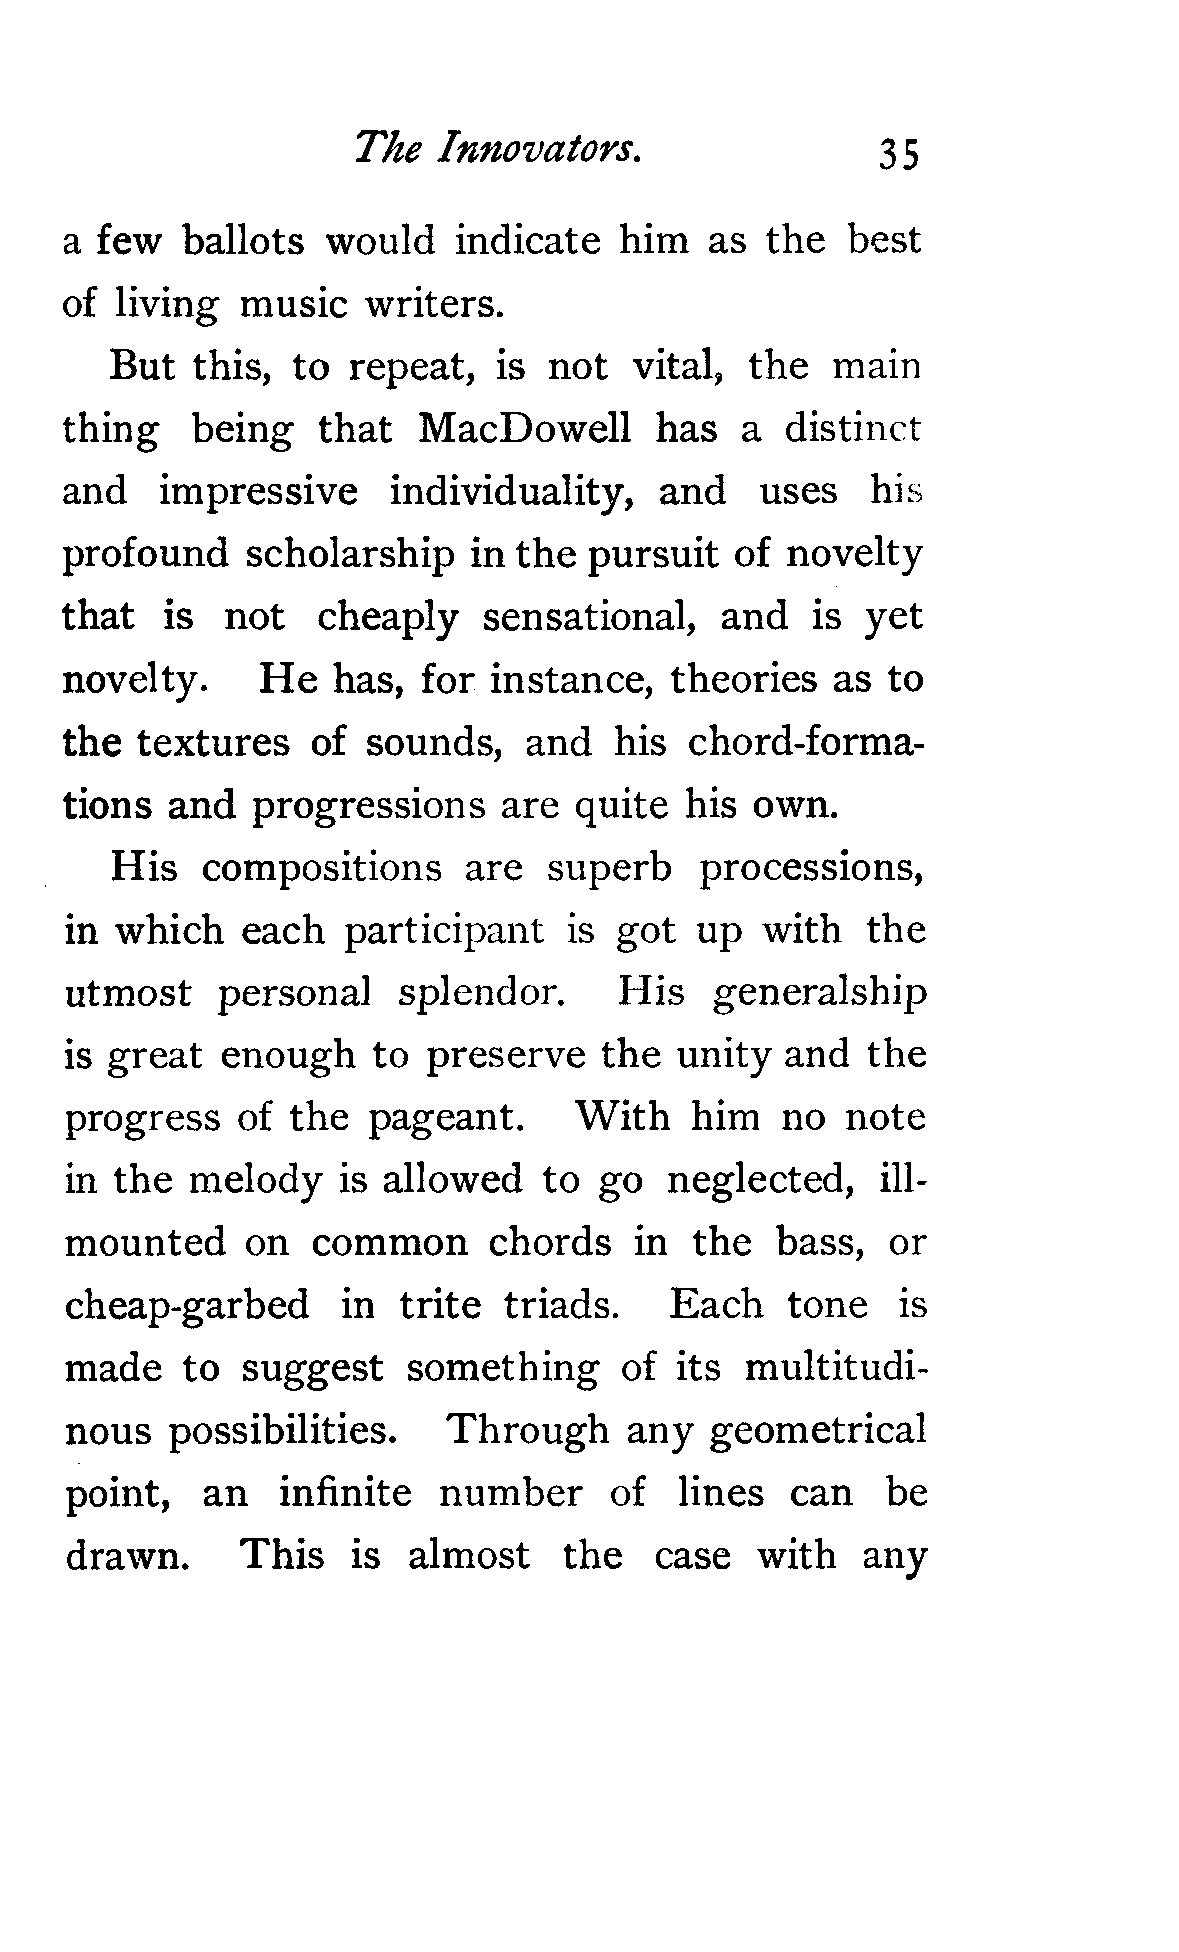 The Innovators. 35
a few ballots would indicate him as the best
of living music writers.
But this, to repeat, is not vital, the main
thing being that MacDowell has a distinct
and impressive individuality, and uses his
profound scholarship in the pursuit of novelty
that is not cheaply sensational, and is yet
novelty. He has, for instance, theories as to
the textures of sounds, and his chord-forma-
tions and progressions are quite his own.
His compositions are superb processions,
in which each participant is got up with the
utmost personal splendor. His generalship
is great enough to preserve the unity and the
progress of the pageant. With him no note
in the melody is allowed to go neglected, ill-
mounted on common chords in the bass, or
cheap-garbed in trite triads. Each tone is
made to suggest something of its multitudi-
nous possibilities. Through any geometrical
point, an infinite number of lines can be
drawn. This is almost the case with any